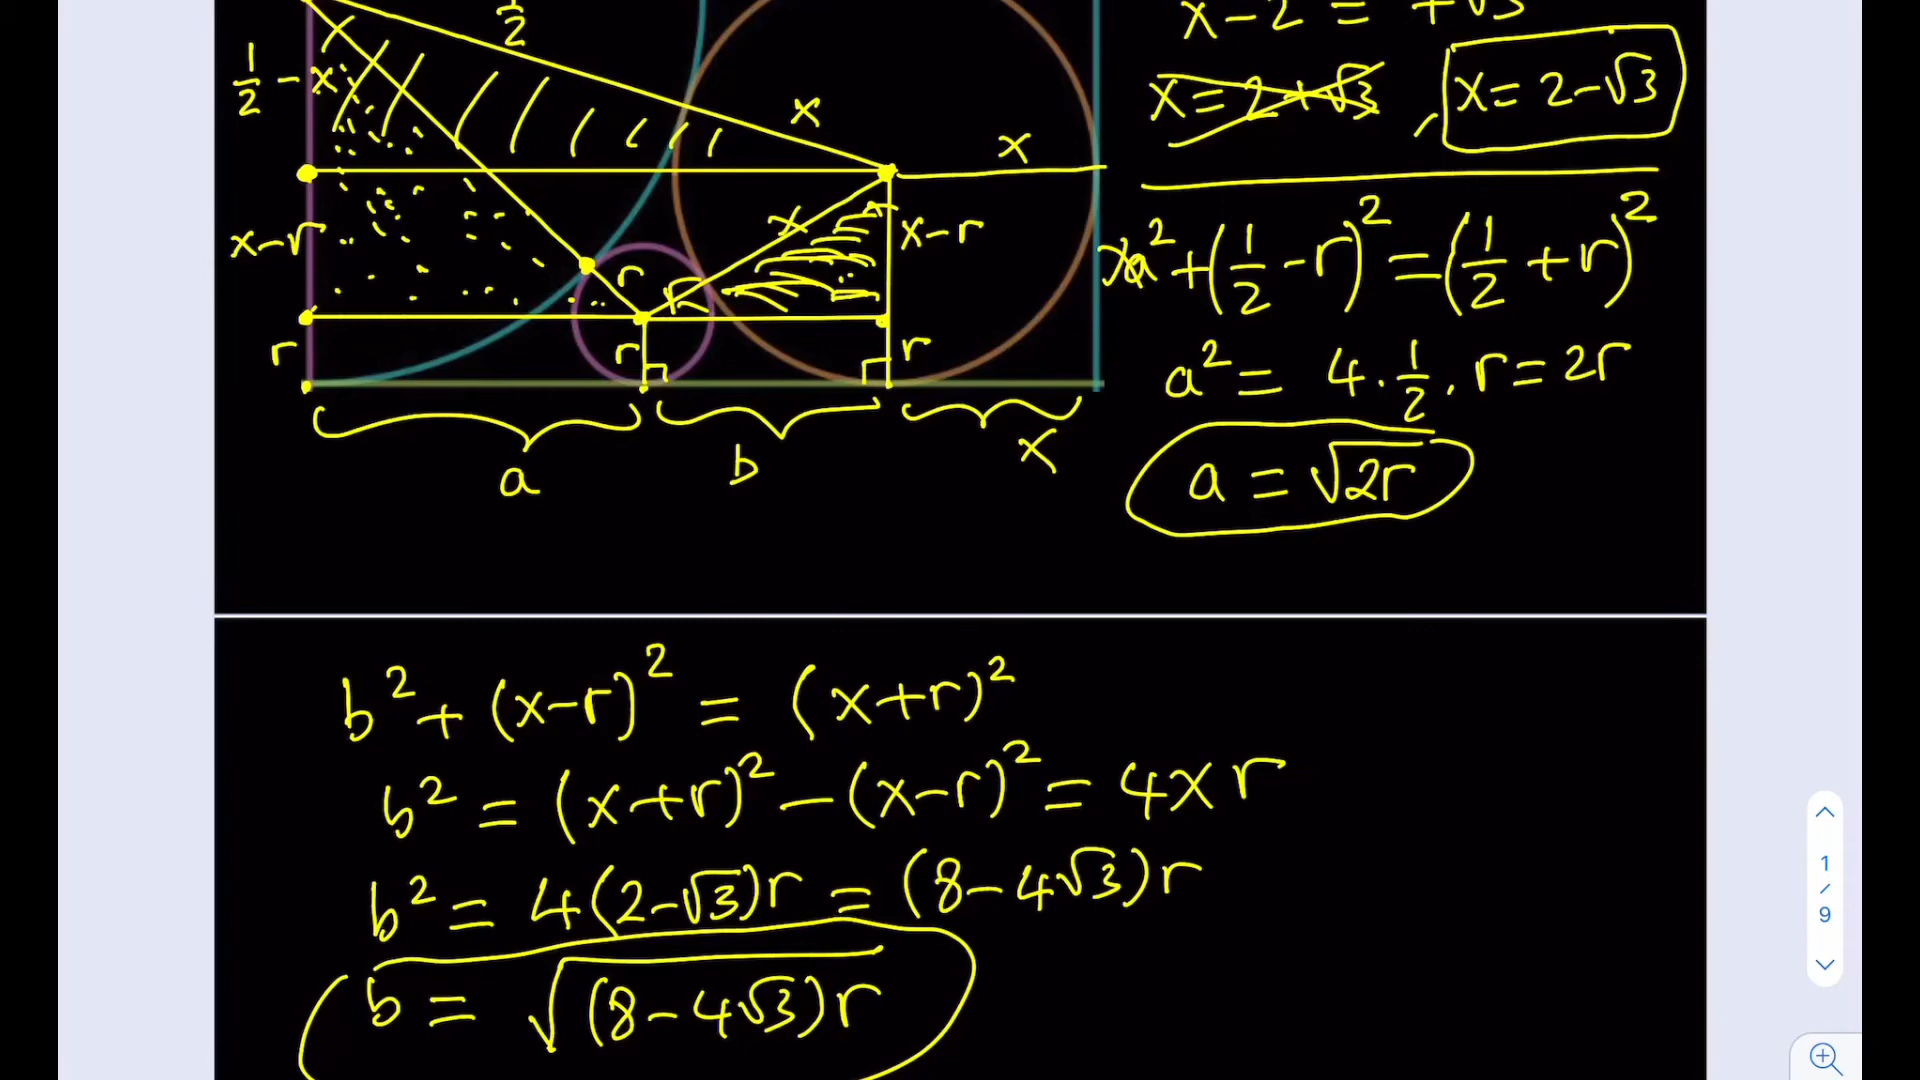 1/2
x
x - 2 = +√3
1/2 - x
x = 2 + √3
x = 2 - √3
x
x
x - r
x
x - r
r
r
r
r
a² + (1/2 - r)² = (1/2 + r)²
a² = 4 · 1/2 · r = 2r
a = √2r
a
b
x
b² + (x - r)² = (x + r)²
b² = (x + r)² - (x - r)² = 4xr
b² = 4(2 - √3)r = (8 - 4√3)r
b = √(8 - 4√3)r
1
/
9